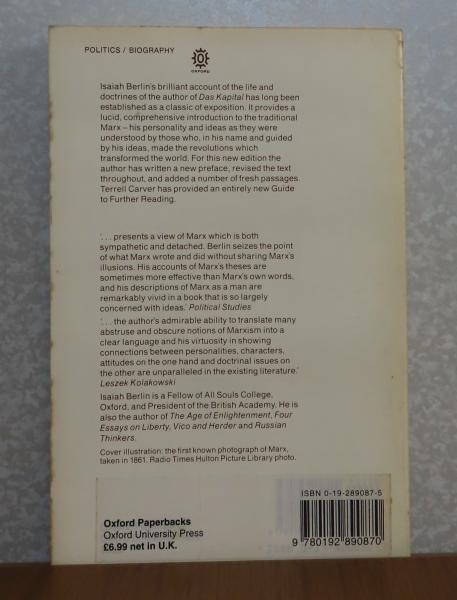 POLITICS / BIOGRAPHY
OXFORD
Isaiah Berlin's brilliant account of the life and
doctrines of the author of Das Kapital has long been
established as a classic of exposition. It provides a
lucid, comprehensive introduction to the traditional
Marx – his personality and ideas as they were
understood by those who, in his name and guided
by his ideas, made the revolutions which
transformed the world. For this new edition the
author has written a new preface, revised the text
throughout, and added a number of fresh passages.
Terrell Carver has provided an entirely new Guide
to Further Reading.
'. . . presents a view of Marx which is both
sympathetic and detached. Berlin seizes the point
of what Marx wrote and did without sharing Marx's
illusions. His accounts of Marx's theses are
sometimes more effective than Marx's own words,
and his descriptions of Marx as a man are
remarkably vivid in a book that is so largely
concerned with ideas.' Political Studies
'. . . the author's admirable ability to translate many
abstruse and obscure notions of Marxism into a
clear language and his virtuosity in showing
connections between personalities, characters,
attitudes on the one hand and doctrinal issues on
the other are unparalleled in the existing literature.'
Leszek Kolakowski
Isaiah Berlin is a Fellow of All Souls College,
Oxford, and President of the British Academy. He is
also the author of The Age of Enlightenment, Four
Essays on Liberty, Vico and Herder and Russian
Thinkers.
Cover illustration: the first known photograph of Marx,
taken in 1861. Radio Times Hulton Picture Library photo.
ISBN 0-19-289087-5
Oxford Paperbacks
Oxford University Press
£6.99 net in U.K.
9 780192 890870